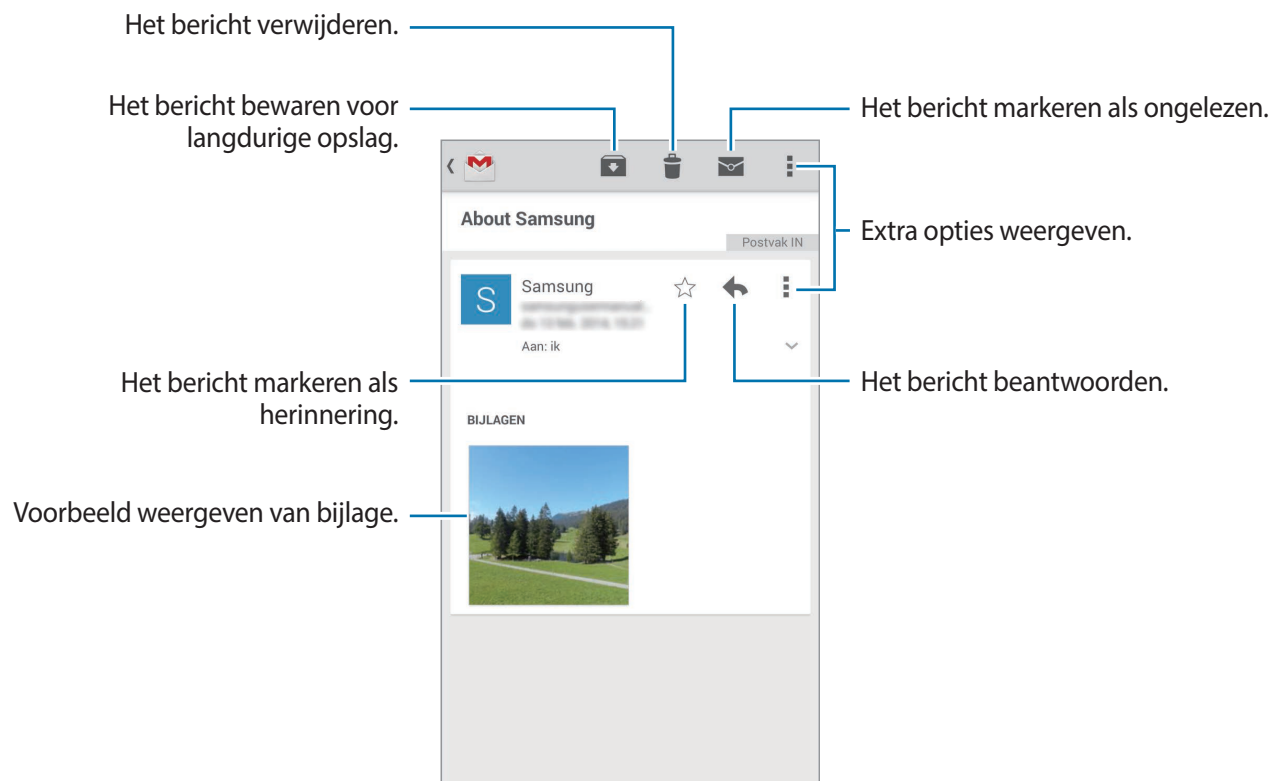 Het bericht verwijderen.
Het bericht bewaren voor
langdurige opslag.
Het bericht markeren als ongelezen.
About Samsung
Postvak IN
Extra opties weergeven.
S
Samsung
Aan: ik
Het bericht markeren als
herinnering.
Het bericht beantwoorden.
BIJLAGEN
Voorbeeld weergeven van bijlage.